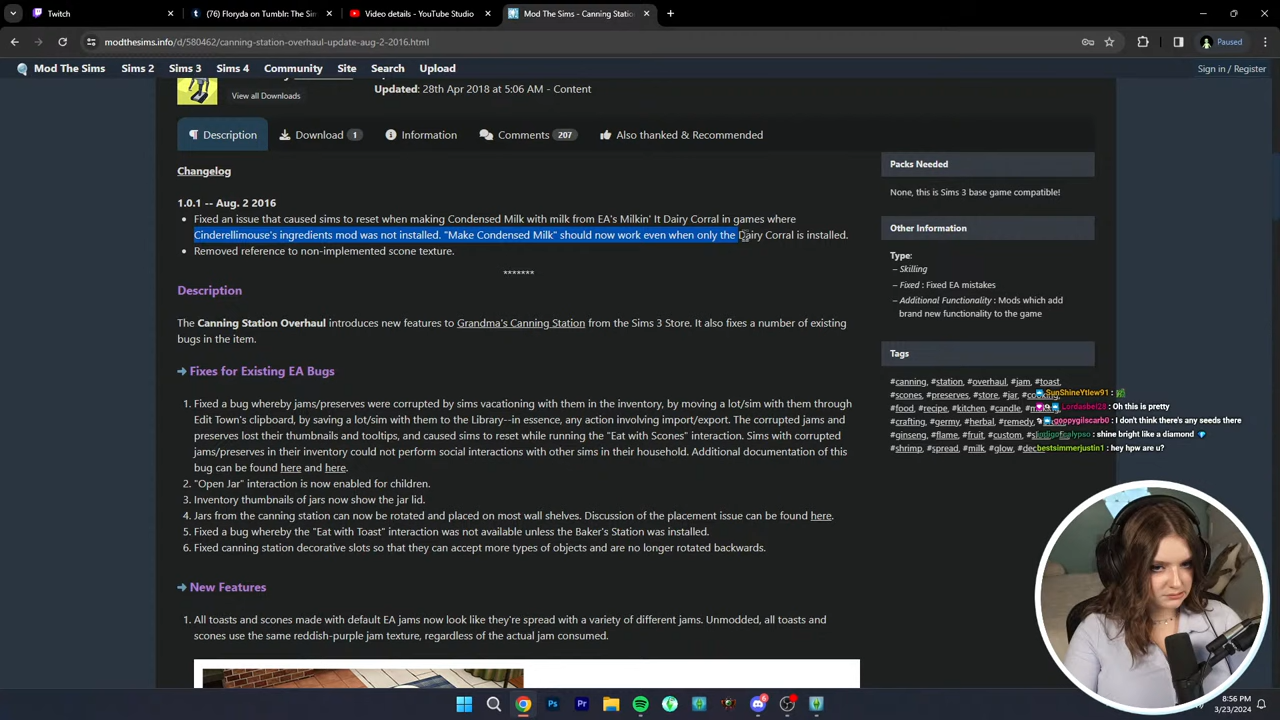 Twitch
(76) Floryda on Tumblr: The Sin
Video details - YouTube Studio
Mod The Sims - Canning Station
modthesims.info/d/580462/canning-station-overhaul-update-aug-2-2016.html
Paused
Mod The Sims
Sims 2
Sims 3
Sims 4
Community
Site
Search
Upload
Sign in / Register
View all Downloads
Updated: 28th Apr 2018 at 5:06 AM - Content
Description
Download 1
Information
Comments 207
Also thanked & Recommended
Changelog
1.0.1 -- Aug. 2 2016
• Fixed an issue that caused sims to reset when making Condensed Milk with milk from EA's Milkin' It Dairy Corral in games where
Cinderellimouse's ingredients mod was not installed. "Make Condensed Milk" should now work even when only the Dairy Corral is installed.
• Removed reference to non-implemented scone texture.
*******
Description
The Canning Station Overhaul introduces new features to Grandma's Canning Station from the Sims 3 Store. It also fixes a number of existing
bugs in the item.
Fixes for Existing EA Bugs
1. Fixed a bug whereby jams/preserves were corrupted by sims vacationing with them in the inventory, by moving a lot/sim with them through
Edit Town's clipboard, by saving a lot/sim with them to the Library--in essence, any action involving import/export. The corrupted jams and
preserves lost their thumbnails and tooltips, and caused sims to reset while running the "Eat with Scones" interaction. Sims with corrupted
jams/preserves in their inventory could not perform social interactions with other sims in their household. Additional documentation of this
bug can be found here and here.
2. "Open Jar" interaction is now enabled for children.
3. Inventory thumbnails of jars now show the jar lid.
4. Jars from the canning station can now be rotated and placed on most wall shelves. Discussion of the placement issue can be found here.
5. Fixed a bug whereby the "Eat with Toast" interaction was not available unless the Baker's Station was installed.
6. Fixed canning station decorative slots so that they can accept more types of objects and are no longer rotated backwards.
New Features
1. All toasts and scones made with default EA jams now look like they're spread with a variety of different jams. Unmodded, all toasts and
scones use the same reddish-purple jam texture, regardless of the actual jam consumed.
Packs Needed
None, this is Sims 3 base game compatible!
Other Information
Type:
– Skilling
– Fixed : Fixed EA mistakes
– Additional Functionality : Mods which add
brand new functionality to the game
Tags
#canning, #station, #overhaul, #jam, #toast,
#scones, #preserves, #store, #jar,
#food, #recipe, #kitchen, #candle,
#crafting, #germy, #herbal, #remedy,
#ginseng, #flame, #fruit, #custom,
#shrimp, #spread, #milk, #glow,
SunShineYtlew91 :
Lordasbel28 : Oh this is pretty
goopygilscarb0 : I don't think there's any seeds there
shine bright like a diamond
bestsimmerjustin1 : hey hpw are u?
8:56 PM
3/23/2024